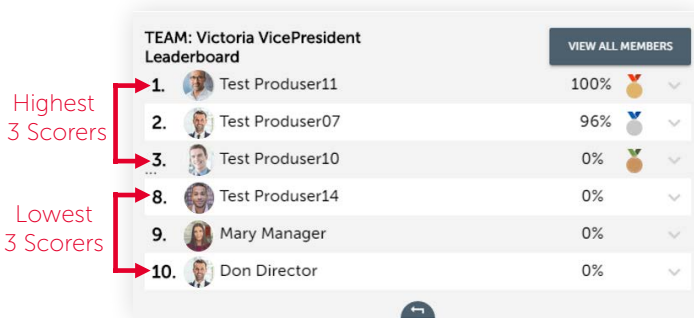 TEAM: Victoria VicePresident
Leaderboard
VIEW ALL MEMBERS
Highest
3 Scorers
1. Test Produser11 100%
2. Test Produser07 96%
3. Test Produser10 0%
...
Lowest
3 Scorers
8. Test Produser14 0%
9. Mary Manager 0%
10. Don Director 0%